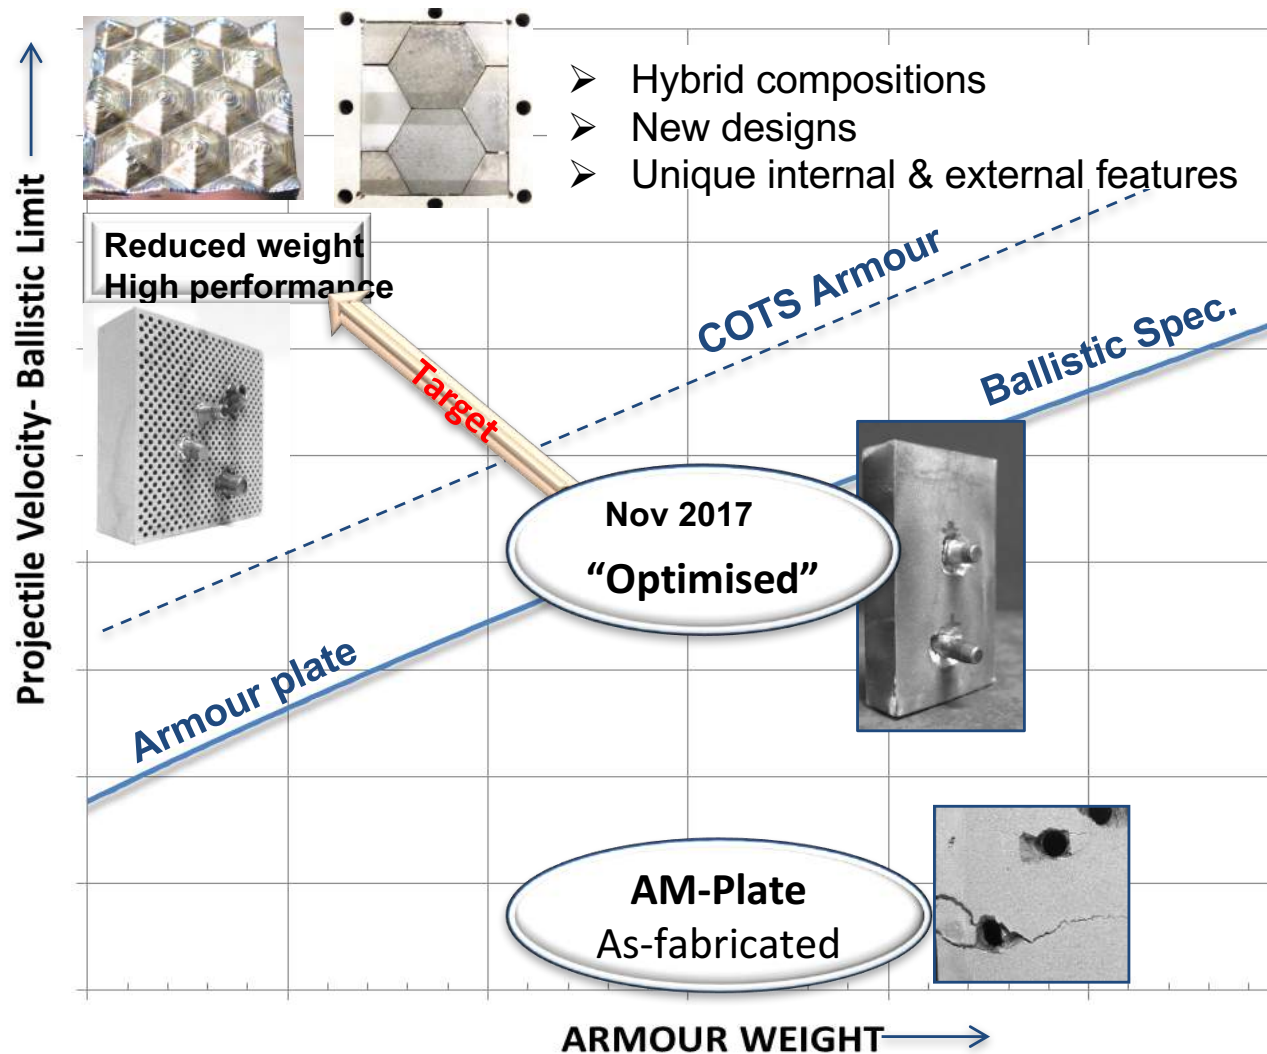 Projectile Velocity- Ballistic Limit
➢ Hybrid compositions
➢ New designs
➢ Unique internal & external features
Reduced weight
High performance
COTS Armour
Ballistic Spec.
Target
Nov 2017
“Optimised”
Armour plate
AM-Plate
As-fabricated
ARMOUR WEIGHT